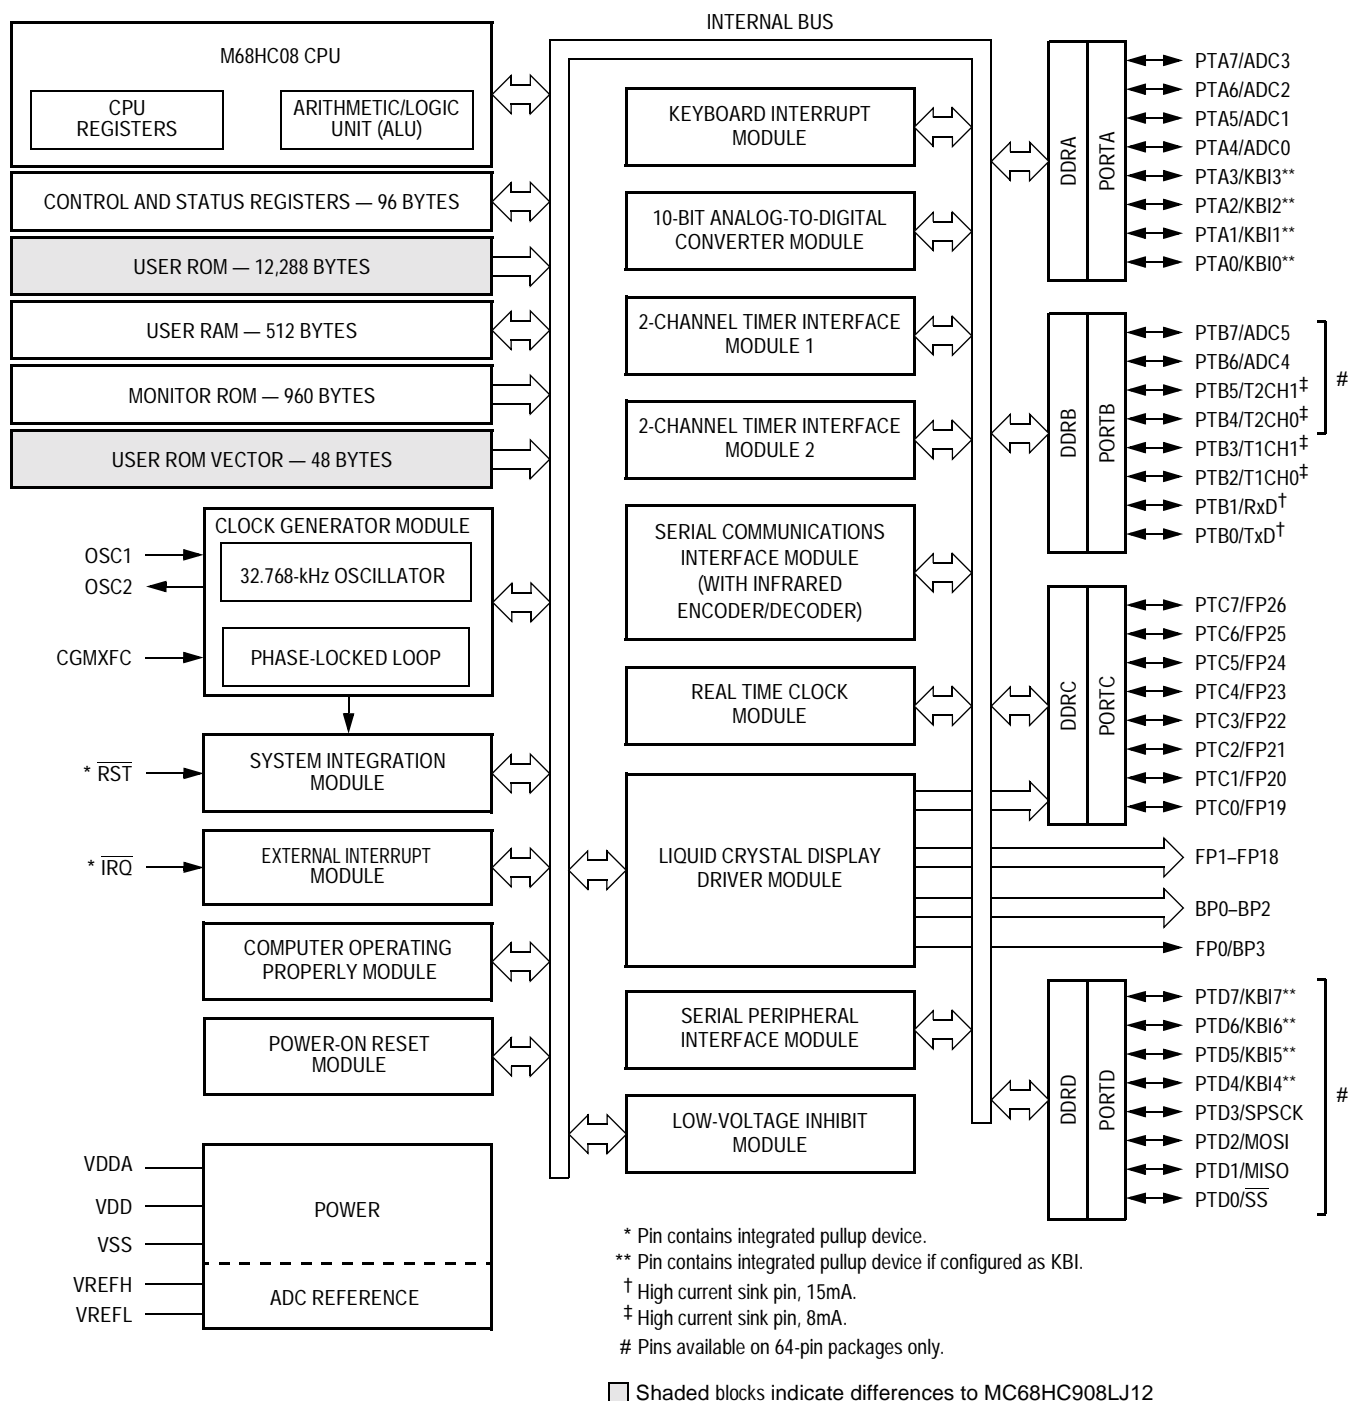 INTERNAL BUS
M68HC08 CPU
CPU
REGISTERS
ARITHMETIC/LOGIC
UNIT (ALU)
CONTROL AND STATUS REGISTERS — 96 BYTES
USER ROM — 12,288 BYTES
USER RAM — 512 BYTES
MONITOR ROM — 960 BYTES
USER ROM VECTOR — 48 BYTES
CLOCK GENERATOR MODULE
32.768-kHz OSCILLATOR
PHASE-LOCKED LOOP
OSC1
OSC2
CGMXFC
SYSTEM INTEGRATION
MODULE
* RST
EXTERNAL INTERRUPT
MODULE
* IRQ
COMPUTER OPERATING
PROPERLY MODULE
POWER-ON RESET
MODULE
VDDA
VDD
VSS
VREFH
VREFL
POWER
ADC REFERENCE
KEYBOARD INTERRUPT
MODULE
10-BIT ANALOG-TO-DIGITAL
CONVERTER MODULE
2-CHANNEL TIMER INTERFACE
MODULE 1
2-CHANNEL TIMER INTERFACE
MODULE 2
SERIAL COMMUNICATIONS
INTERFACE MODULE
(WITH INFRARED
ENCODER/DECODER)
REAL TIME CLOCK
MODULE
LIQUID CRYSTAL DISPLAY
DRIVER MODULE
SERIAL PERIPHERAL
INTERFACE MODULE
LOW-VOLTAGE INHIBIT
MODULE
DDRA
PORTA
PTA7/ADC3
PTA6/ADC2
PTA5/ADC1
PTA4/ADC0
PTA3/KBI3**
PTA2/KBI2**
PTA1/KBI1**
PTA0/KBI0**
DDRB
PORTB
PTB7/ADC5
PTB6/ADC4
PTB5/T2CH1‡
PTB4/T2CH0‡
PTB3/T1CH1‡
PTB2/T1CH0‡
PTB1/RxD†
PTB0/TxD†
#
DDRC
PORTC
PTC7/FP26
PTC6/FP25
PTC5/FP24
PTC4/FP23
PTC3/FP22
PTC2/FP21
PTC1/FP20
PTC0/FP19
FP1–FP18
BP0–BP2
FP0/BP3
DDRD
PORTD
PTD7/KBI7**
PTD6/KBI6**
PTD5/KBI5**
PTD4/KBI4**
PTD3/SPSCK
PTD2/MOSI
PTD1/MISO
PTD0/SS
#
* Pin contains integrated pullup device.
** Pin contains integrated pullup device if configured as KBI.
† High current sink pin, 15mA.
‡ High current sink pin, 8mA.
# Pins available on 64-pin packages only.
Shaded blocks indicate differences to MC68HC908LJ12